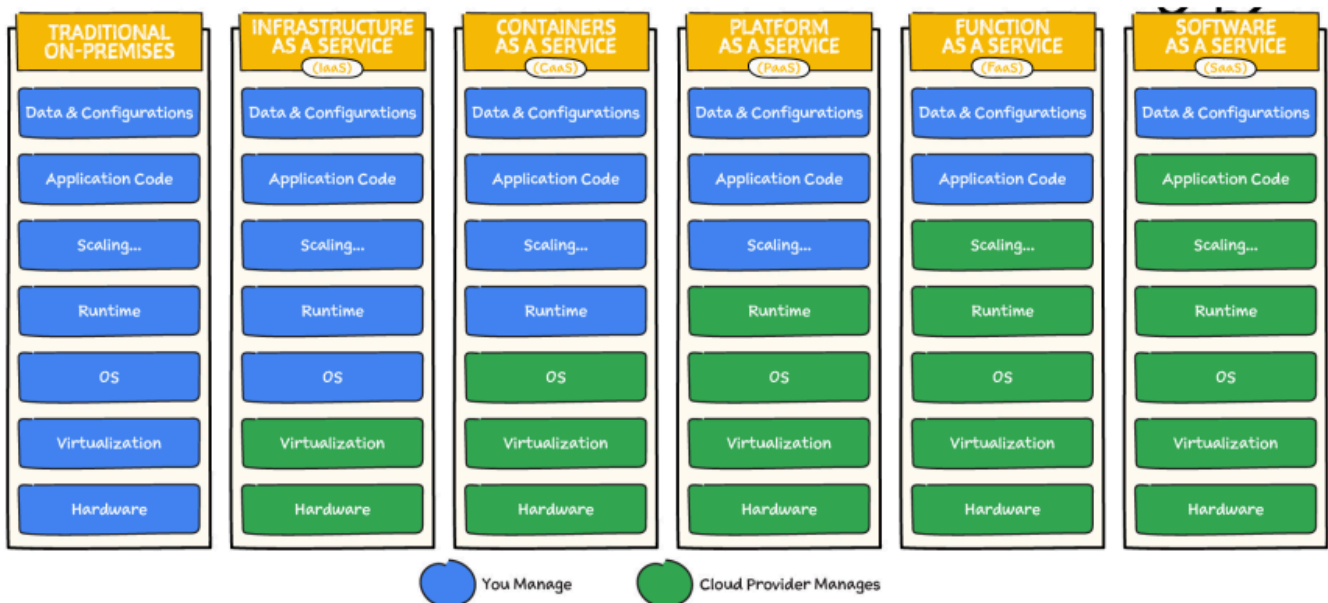 TRADITIONAL
ON-PREMISES
Data & Configurations
Application Code
Scaling...
Runtime
OS
Virtualization
Hardware
INFRASTRUCTURE
AS A SERVICE
(IaaS)
Data & Configurations
Application Code
Scaling...
Runtime
OS
Virtualization
Hardware
CONTAINERS
AS A SERVICE
(CaaS)
Data & Configurations
Application Code
Scaling...
Runtime
OS
Virtualization
Hardware
PLATFORM
AS A SERVICE
(PaaS)
Data & Configurations
Application Code
Scaling...
Runtime
OS
Virtualization
Hardware
FUNCTION
AS A SERVICE
(FaaS)
Data & Configurations
Application Code
Scaling...
Runtime
OS
Virtualization
Hardware
SOFTWARE
AS A SERVICE
(SaaS)
Data & Configurations
Application Code
Scaling...
Runtime
OS
Virtualization
Hardware
You Manage
Cloud Provider Manages